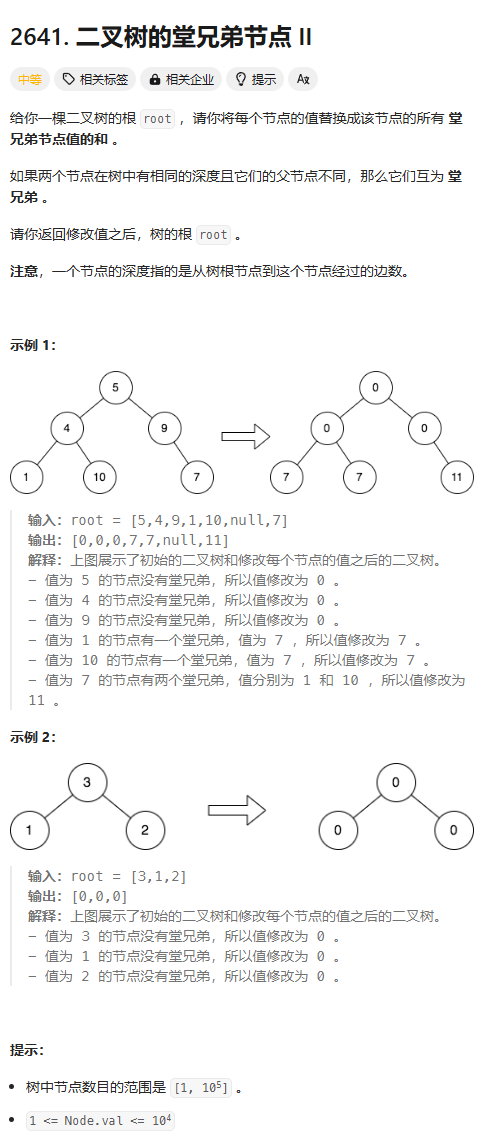 2641. 二叉树的堂兄弟节点 II
中等 相关标签 相关企业 提示
给你一棵二叉树的根 root ，请你将每个节点的值替换成该节点的所有 堂
兄弟节点值的和 。
如果两个节点在树中有相同的深度且它们的父节点不同，那么它们互为 堂
兄弟 。
请你返回修改值之后，树的根 root 。
注意，一个节点的深度指的是从树根节点到这个节点经过的边数。
示例 1：
5 0
4 9 0 0
1 10 7 7 7 11
输入：root = [5,4,9,1,10,null,7]
输出：[0,0,0,7,7,null,11]
解释：上图展示了初始的二叉树和修改每个节点的值之后的二叉树。
- 值为 5 的节点没有堂兄弟，所以值修改为 0 。
- 值为 4 的节点没有堂兄弟，所以值修改为 0 。
- 值为 9 的节点没有堂兄弟，所以值修改为 0 。
- 值为 1 的节点有一个堂兄弟，值为 7 ，所以值修改为 7 。
- 值为 10 的节点有一个堂兄弟，值为 7 ，所以值修改为 7 。
- 值为 7 的节点有两个堂兄弟，值分别为 1 和 10 ，所以值修改为
11 。
示例 2：
3 0
1 2 0 0
输入：root = [3,1,2]
输出：[0,0,0]
解释：上图展示了初始的二叉树和修改每个节点的值之后的二叉树。
- 值为 3 的节点没有堂兄弟，所以值修改为 0 。
- 值为 1 的节点没有堂兄弟，所以值修改为 0 。
- 值为 2 的节点没有堂兄弟，所以值修改为 0 。
提示：
• 树中节点数目的范围是 [1, 10⁵] 。
• 1 <= Node.val <= 10⁴